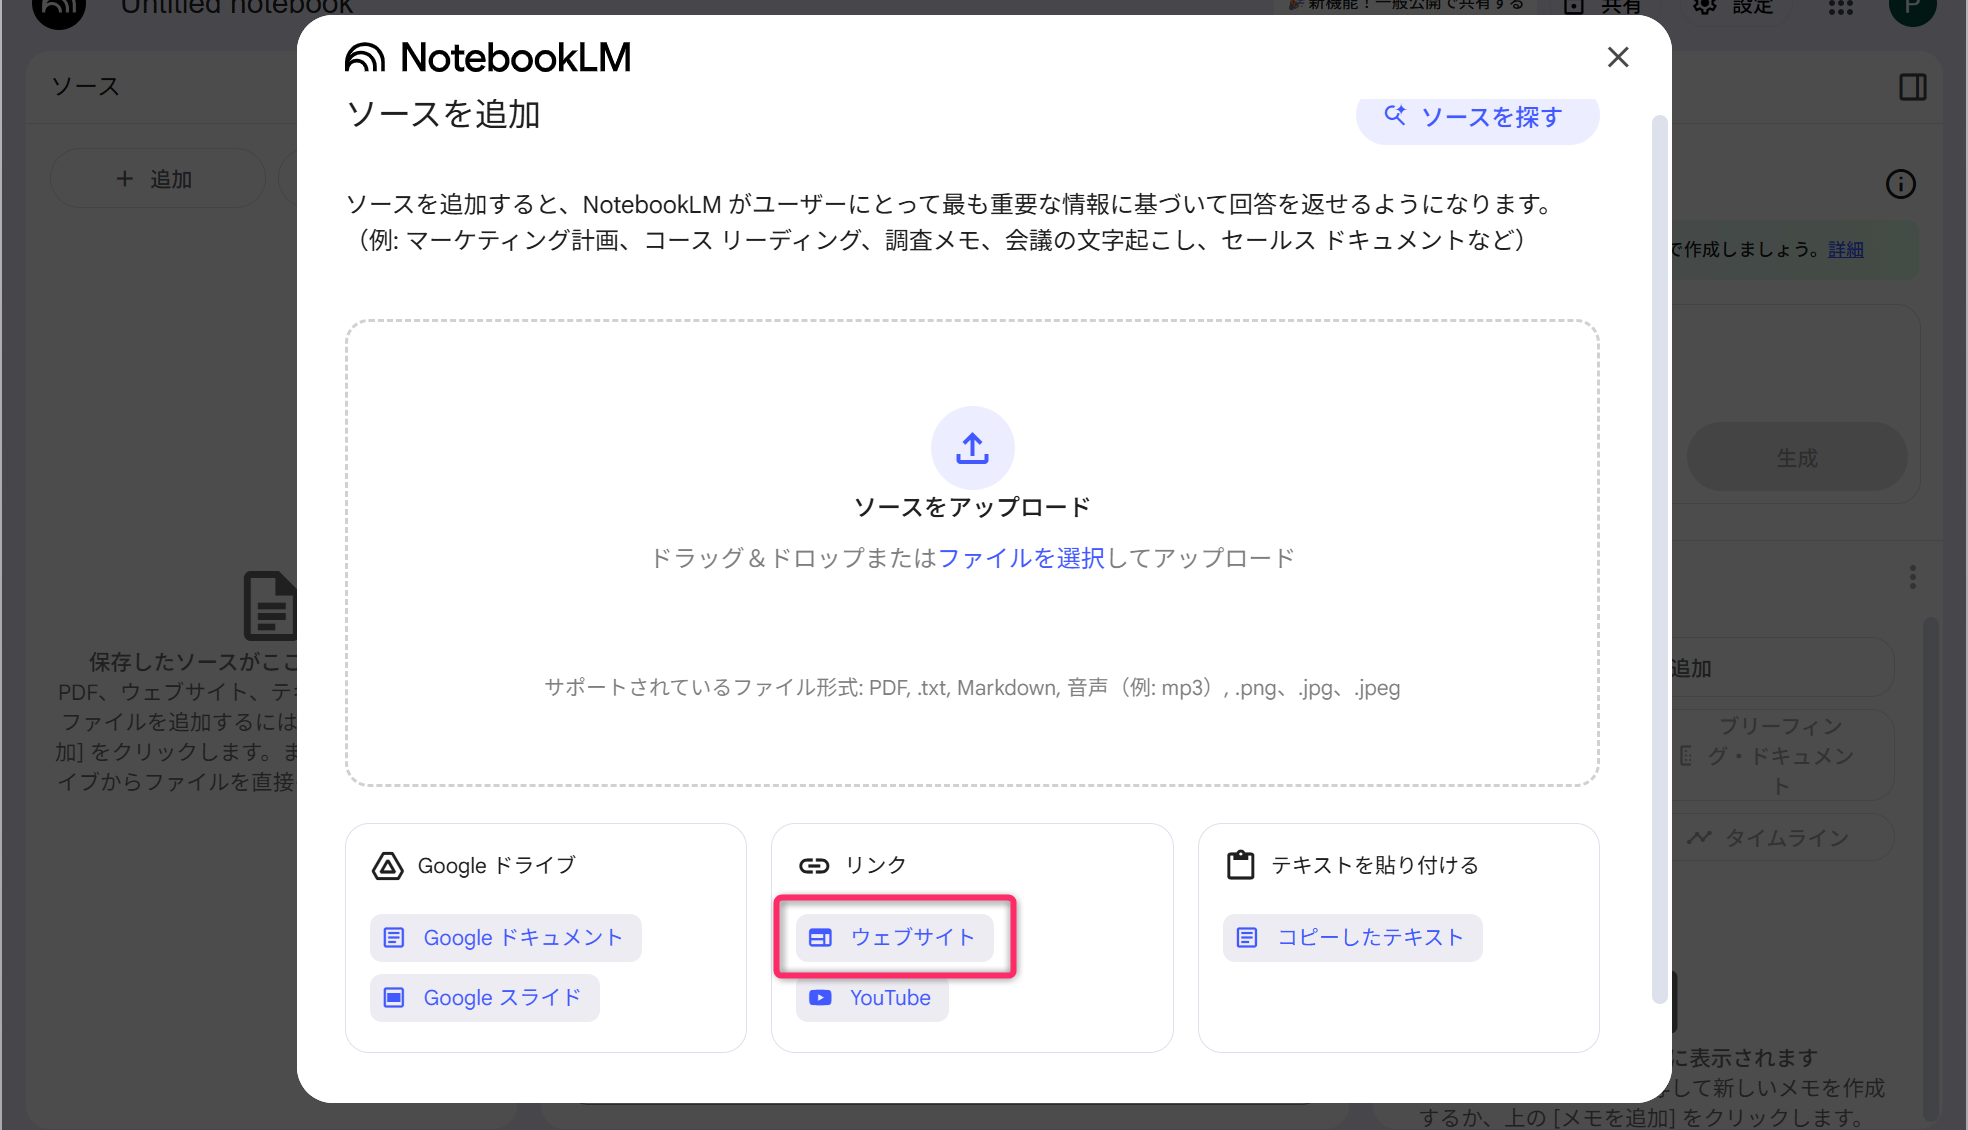 Untitled notebook
🎉 新機能！一般公開で共有する
共有
設定
P
ソース
追加
NotebookLM
ソースを追加
ソースを探す
ソースを追加すると、NotebookLM がユーザーにとって最も重要な情報に基づいて回答を返せるようになります。
（例: マーケティング計画、コース リーディング、調査メモ、会議の文字起こし、セールス ドキュメントなど）
ソースをアップロード
ドラッグ＆ドロップまたはファイルを選択してアップロード
サポートされているファイル形式: PDF, .txt, Markdown, 音声（例: mp3）, .png、.jpg、.jpeg
Google ドライブ
Google ドキュメント
Google スライド
リンク
ウェブサイト
YouTube
テキストを貼り付ける
コピーしたテキスト
保存したソースがここ
PDF、ウェブサイト、テキ
ファイルを追加するには
加] をクリックします。ま
イブからファイルを直接
で作成しましょう。詳細
生成
追加
ブリーフィン
グ・ドキュメン
ト
タイムライン
に表示されます
して新しいメモを作成
するか、上の [メモを追加] をクリックします。